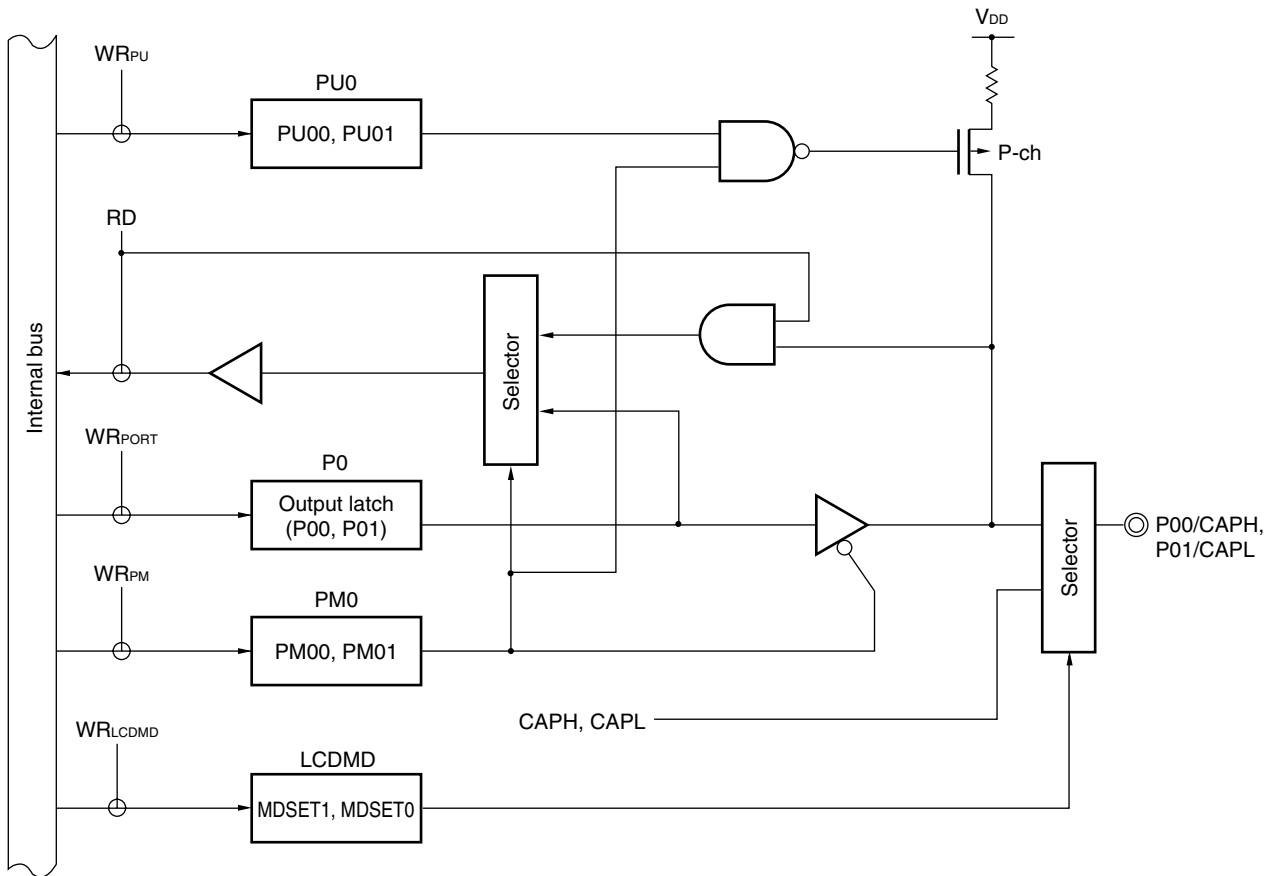 VDD
WRPU
PU0
PU00, PU01
P-ch
RD
Internal bus
Selector
WRPORT
P0
Output latch
(P00, P01)
Selector
P00/CAPH,
P01/CAPL
WRPM
PM0
PM00, PM01
CAPH, CAPL
WRLCDMD
LCDMD
MDSET1, MDSET0